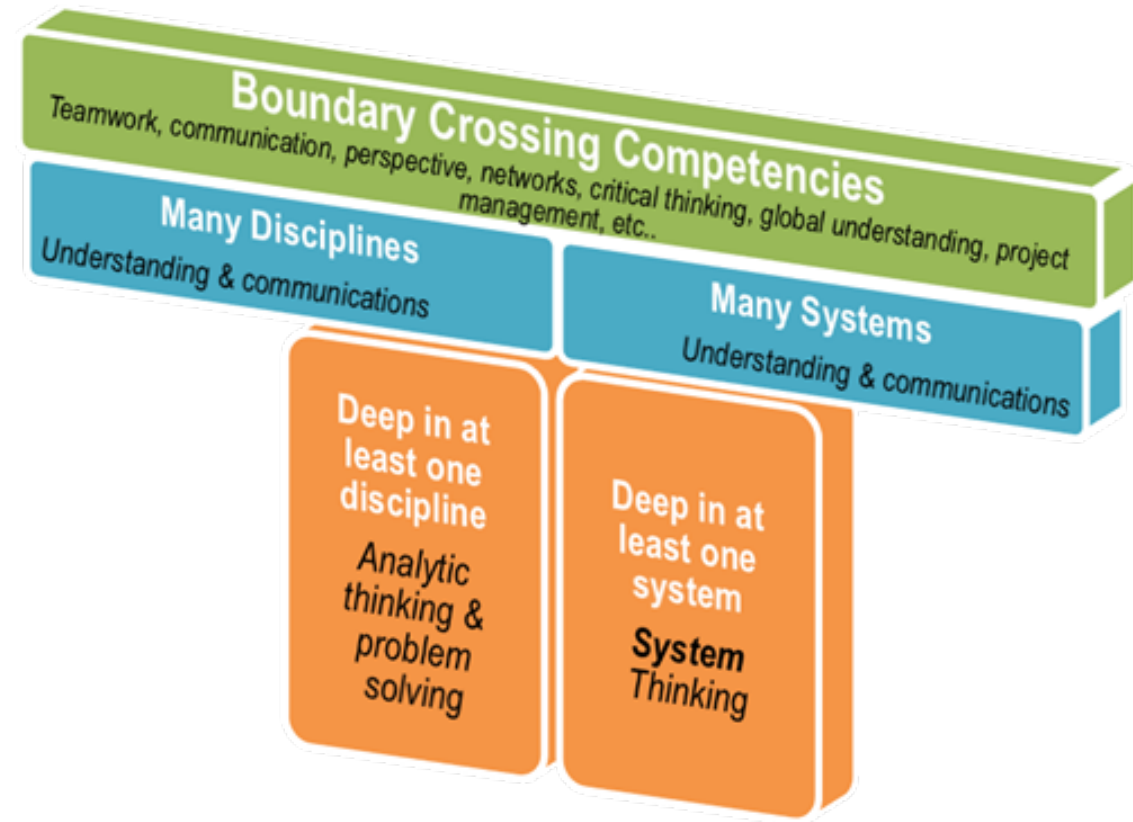 Boundary Crossing Competencies
Teamwork, communication, perspective, networks, critical thinking, global understanding, project
management, etc..
Many Disciplines
Understanding & communications
Many Systems
Understanding & communications
Deep in at
least one
discipline
Analytic
thinking &
problem
solving
Deep in at
least one
system
System
Thinking